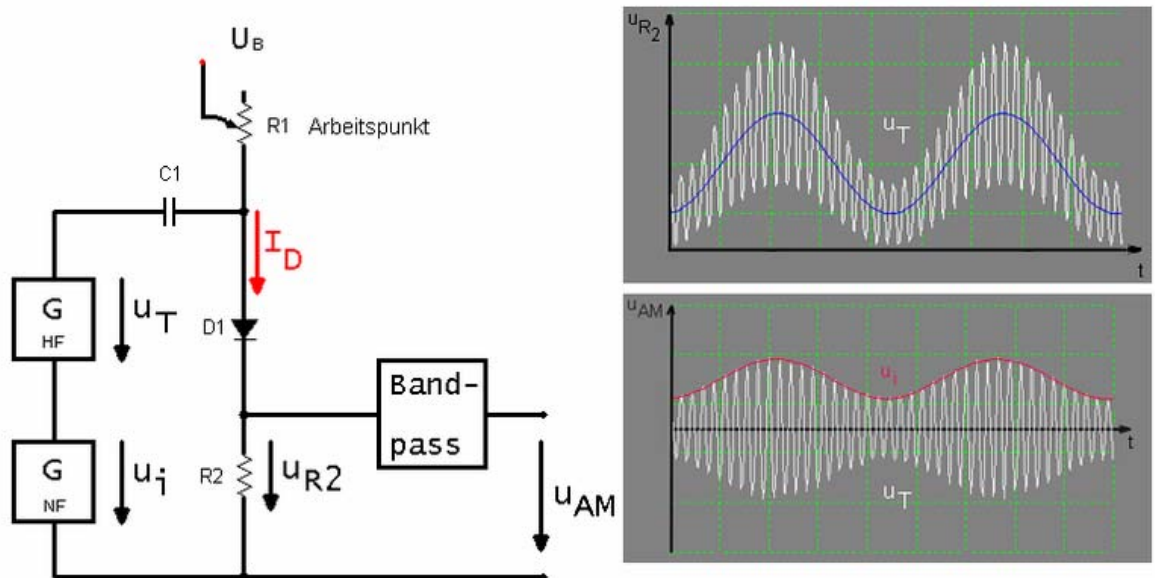 U_B
R1 Arbeitspunkt
C1
I_D
G
HF
u_T
D1
Band-
pass
G
NF
u_i
R2
u_R2
u_AM
u_R2
u_T
t
u_AM
u_i
t
u_T